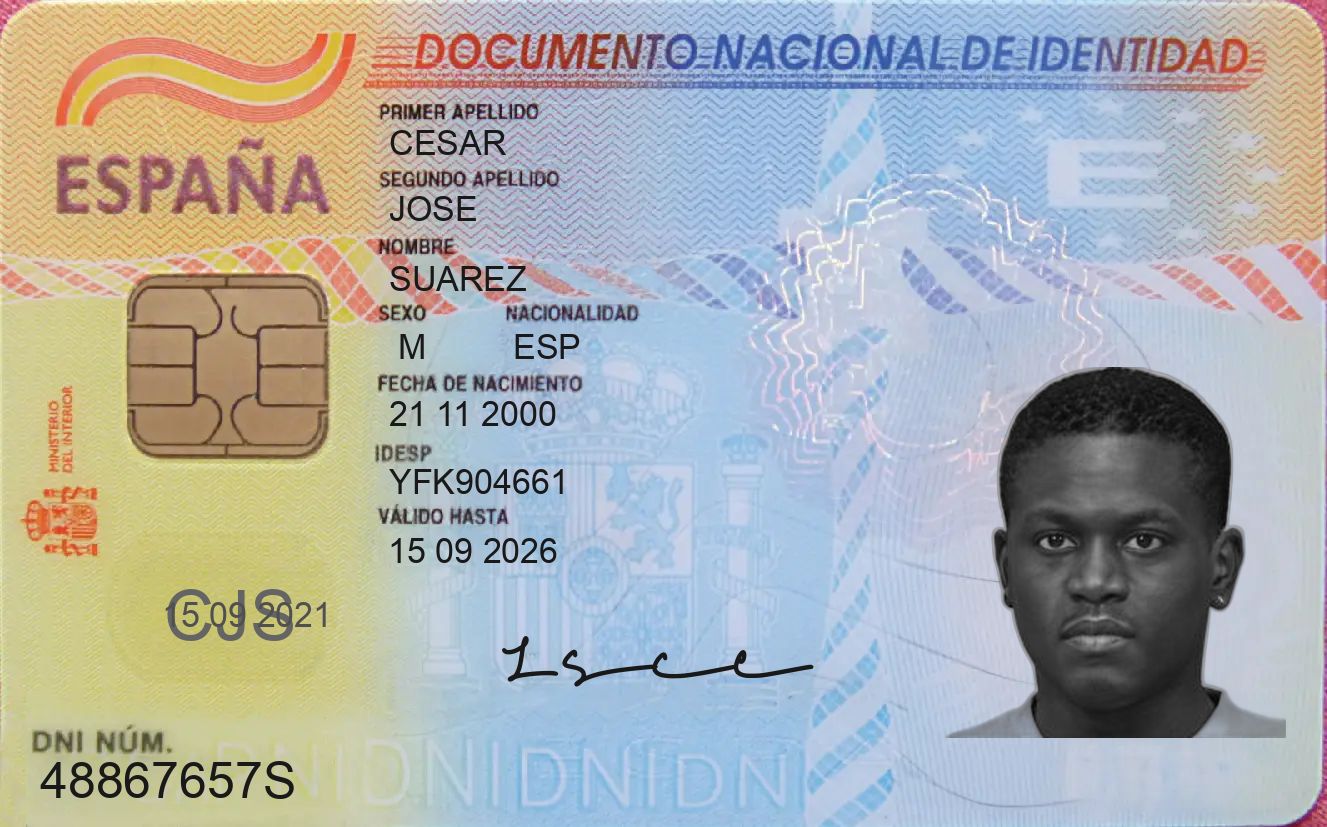 DOCUMENTO NACIONAL DE IDENTIDAD
ESPAÑA
PRIMER APELLIDO
CESAR
SEGUNDO APELLIDO
JOSE
NOMBRE
SUAREZ
SEXO NACIONALIDAD
M ESP
FECHA DE NACIMIENTO
21 11 2000
IDESP
YFK904661
VÁLIDO HASTA
15 09 2026
MINISTERIO
DEL INTERIOR
E
CJS
15 09 2021
DNI NÚM.
48867657S
DNIDNIDNIDNI